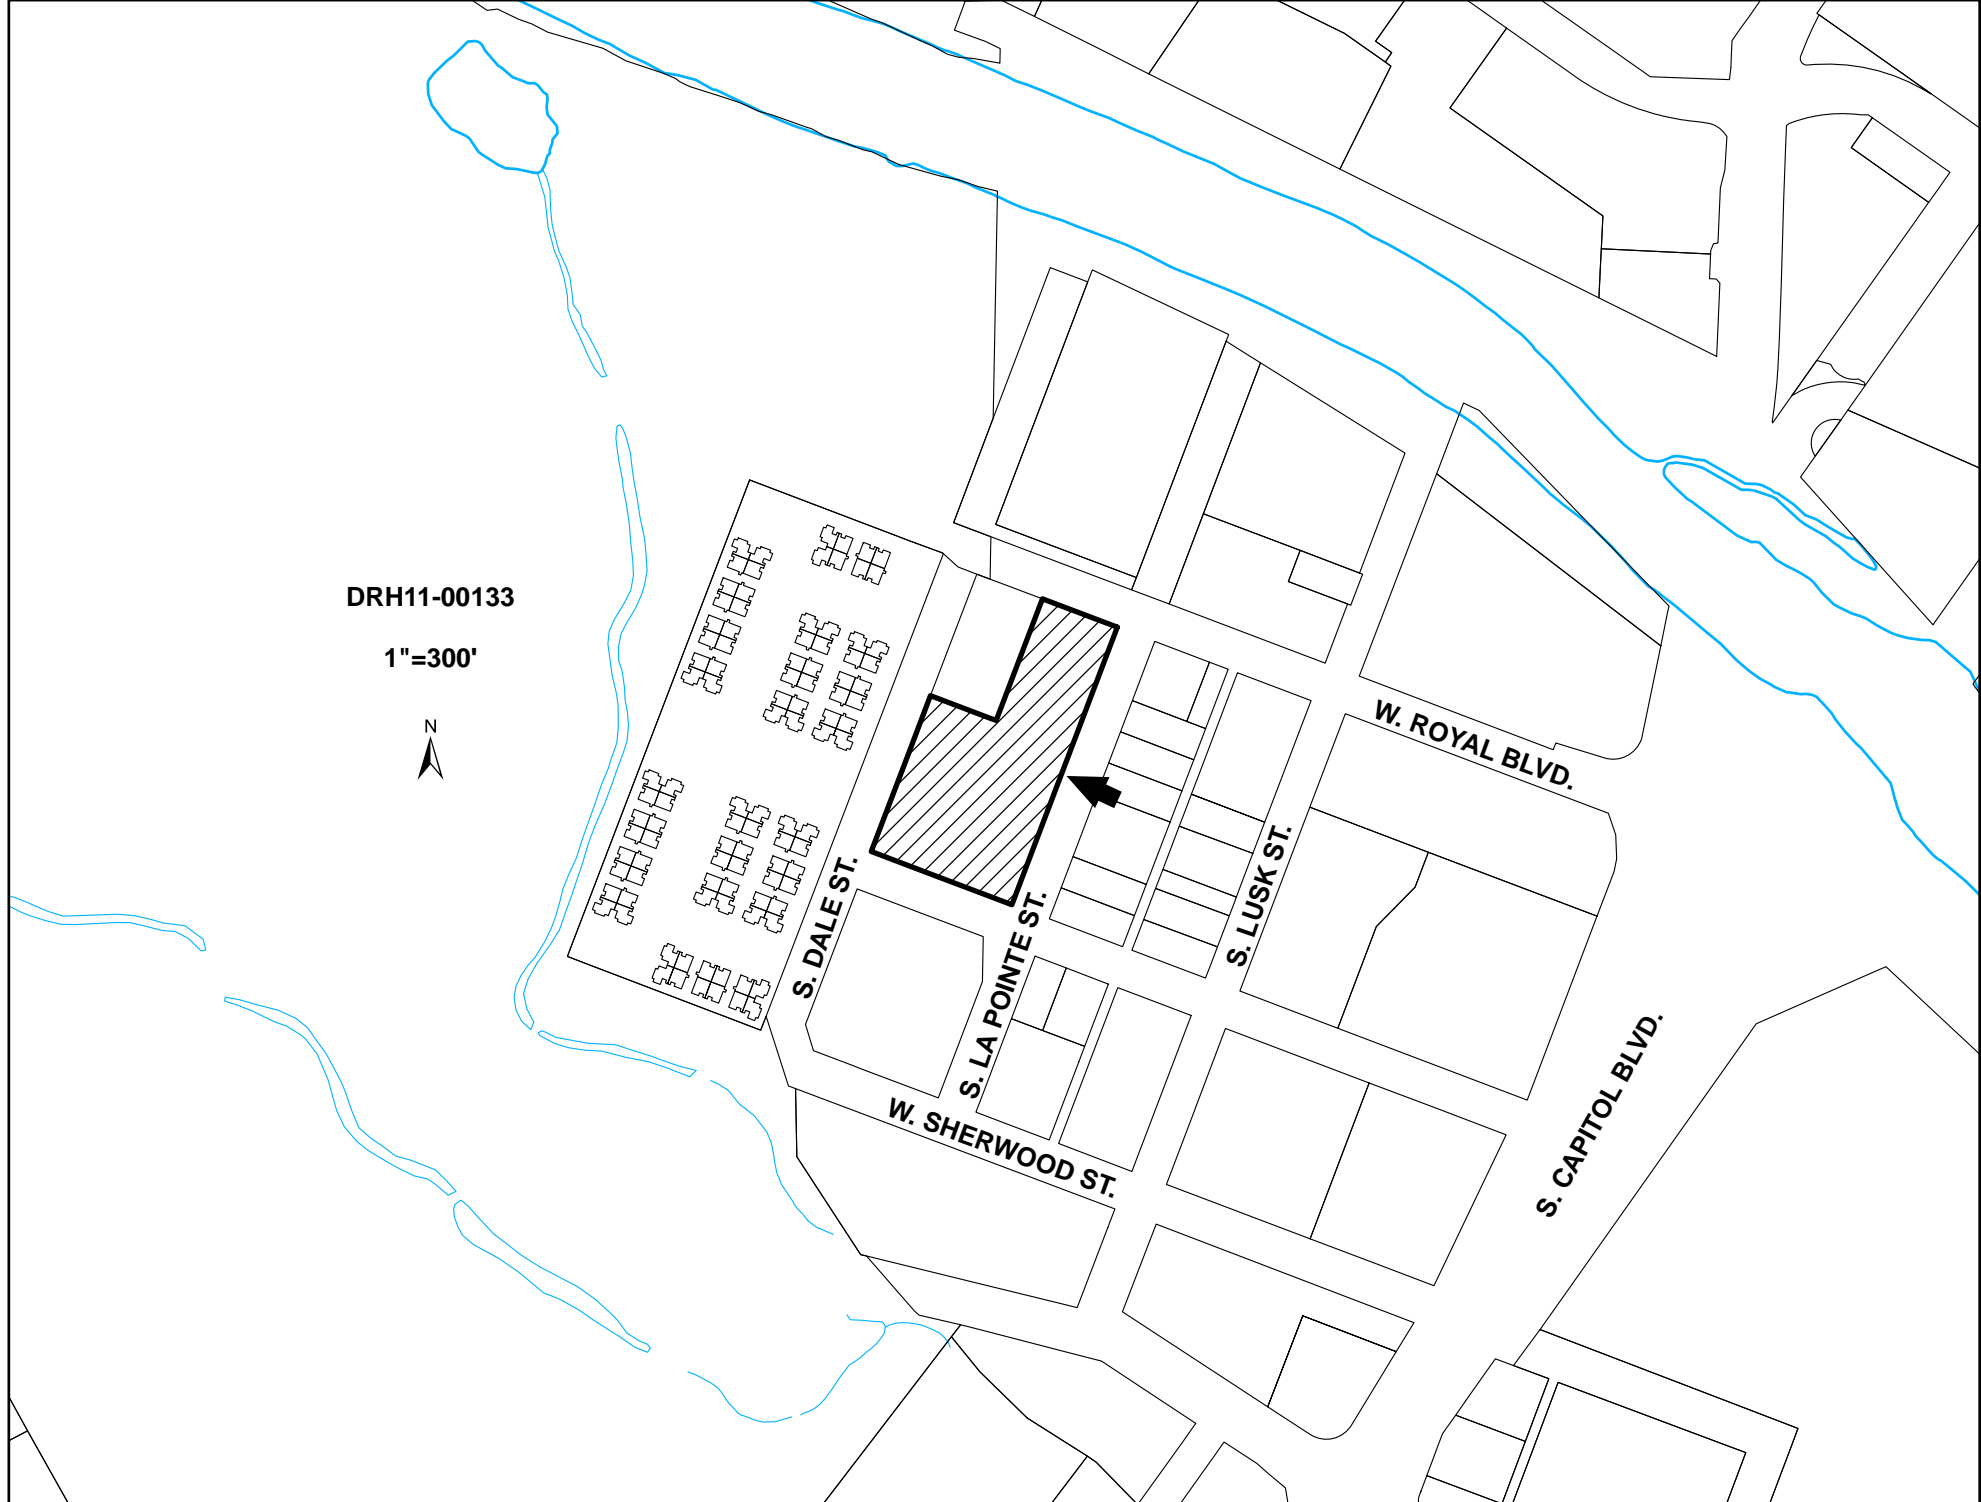 DRH11-00133
1"=300'
N
W. ROYAL BLVD.
S. LUSK ST.
S. DALE ST.
S. LA POINTE ST.
W. SHERWOOD ST.
S. CAPITOL BLVD.